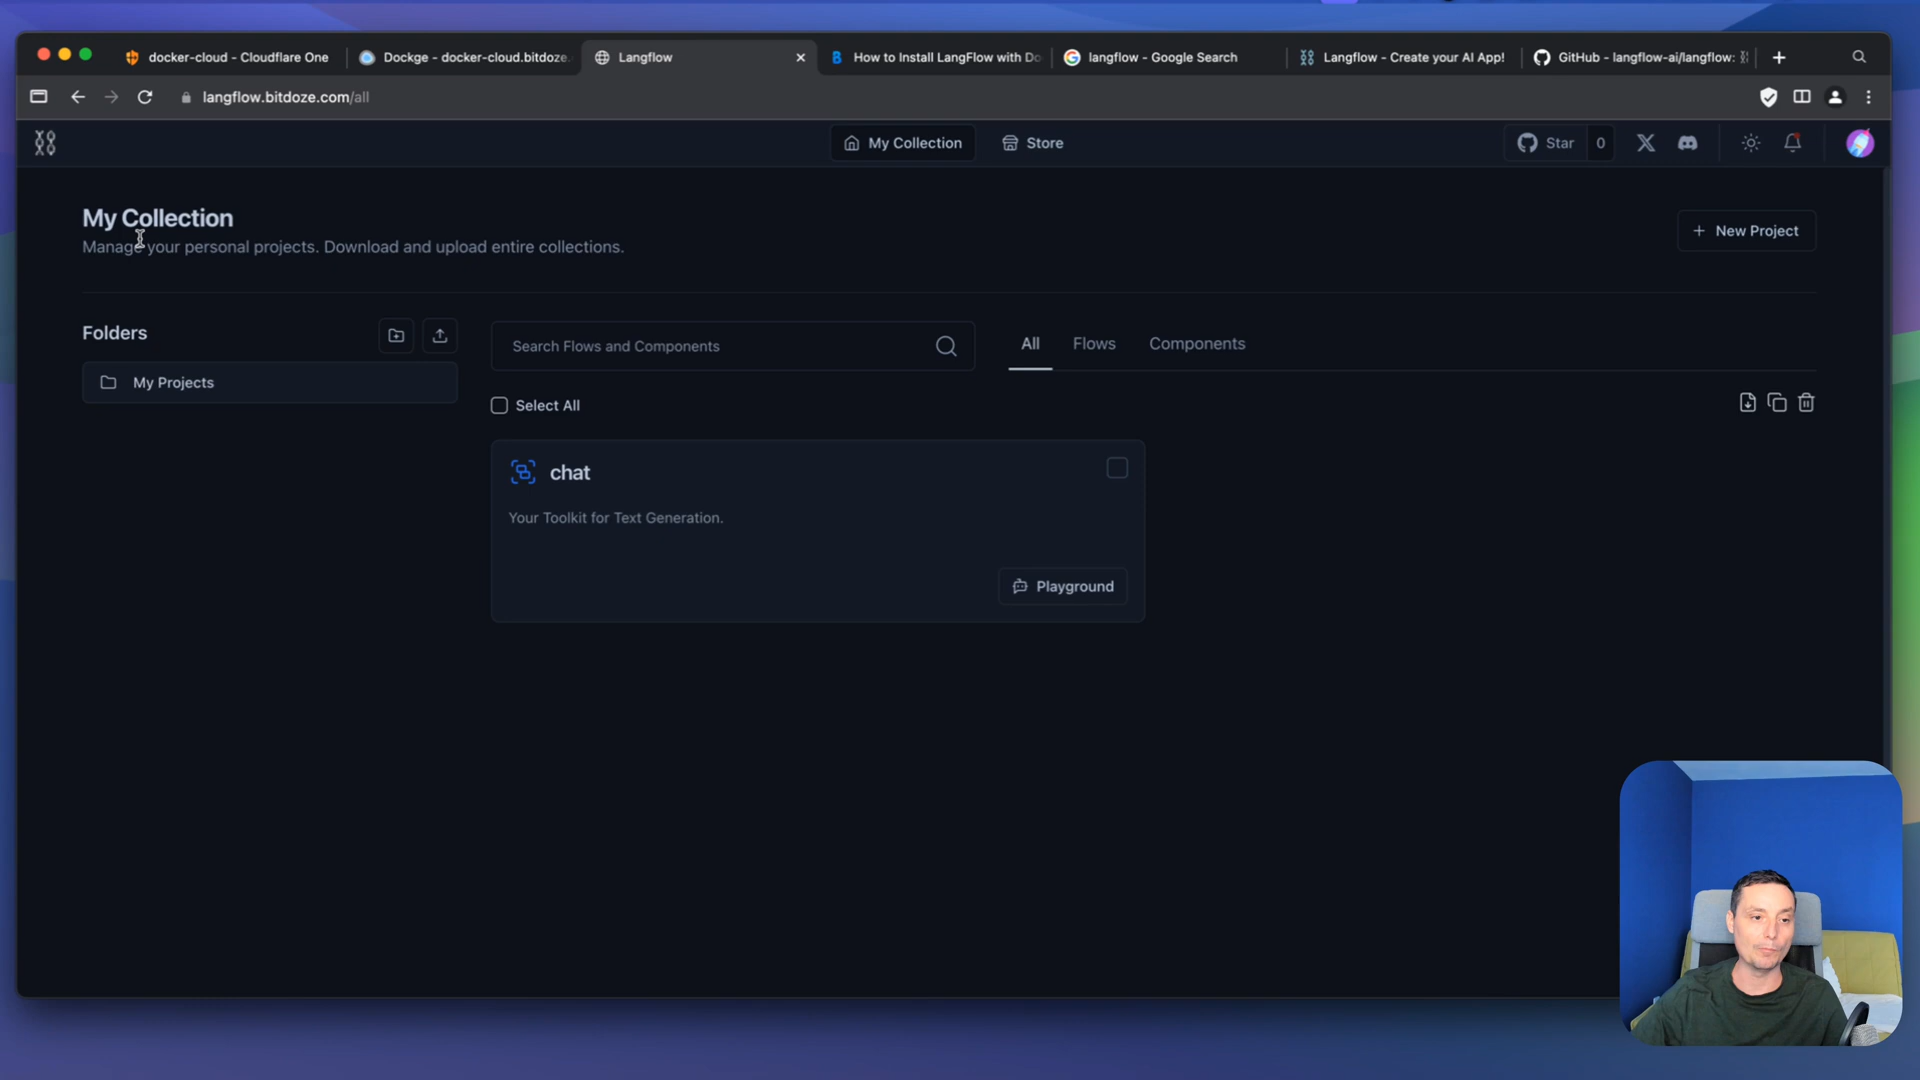 docker-cloud - Cloudflare One
Dockge - docker-cloud.bitdoze.
Langflow
How to Install LangFlow with Do
langflow - Google Search
Langflow - Create your AI App!
GitHub - langflow-ai/langflow:
langflow.bitdoze.com/all
My Collection
Store
Star
0
My Collection
Manage your personal projects. Download and upload entire collections.
New Project
Folders
My Projects
Search Flows and Components
All
Flows
Components
Select All
chat
Your Toolkit for Text Generation.
Playground